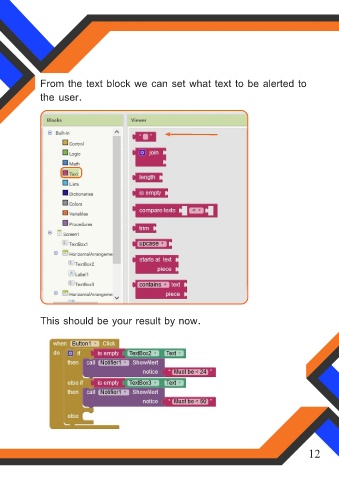 From the text block we can set what text to be alerted to
the user.
Blocks
Viewer
Built-in
Control
Logic
Math
Text
Lists
Dictionaries
Colors
Variables
Procedures
Screen1
TextBox1
HorizontalArrangeme
TextBox2
Label1
TextBox3
HorizontalArrangeme
" "
join
length
is empty
compare texts
trim
upcase
starts at text
piece
contains text
piece
This should be your result by now.
when Button1 Click
do if is empty TextBox2 Text
then call Notifier1 ShowAlert
notice " Must be < 24 "
else if is empty TextBox3 Text
then call Notifier1 ShowAlert
notice " Must be < 60 "
else
12